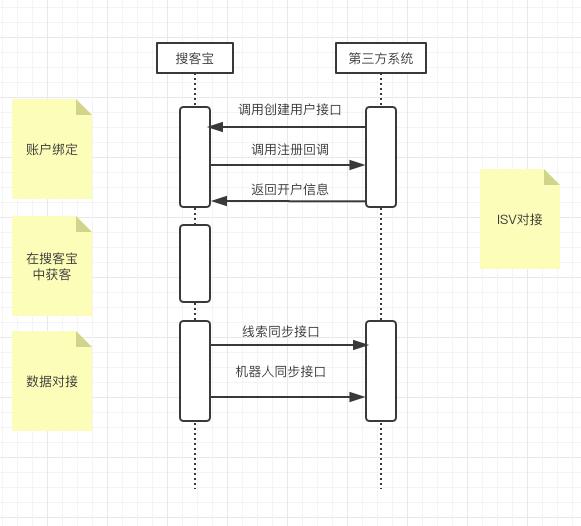 搜客宝
第三方系统
账户绑定
调用创建用户接口
调用注册回调
返回开户信息
ISV对接
在搜客宝
中获客
数据对接
线索同步接口
机器人同步接口